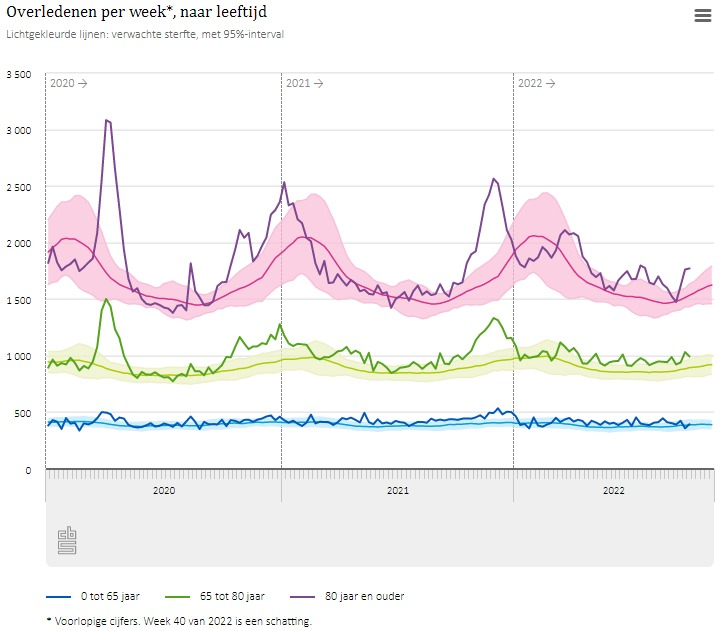 Overledenen per week*, naar leeftijd
Lichtgekleurde lijnen: verwachte sterfte, met 95%-interval
3 500
2020 →
2021 →
2022 →
3 000
2 500
2 000
1 500
1 000
500
0
2020
2021
2022
cbs
0 tot 65 jaar
65 tot 80 jaar
80 jaar en ouder
* Voorlopige cijfers. Week 40 van 2022 is een schatting.